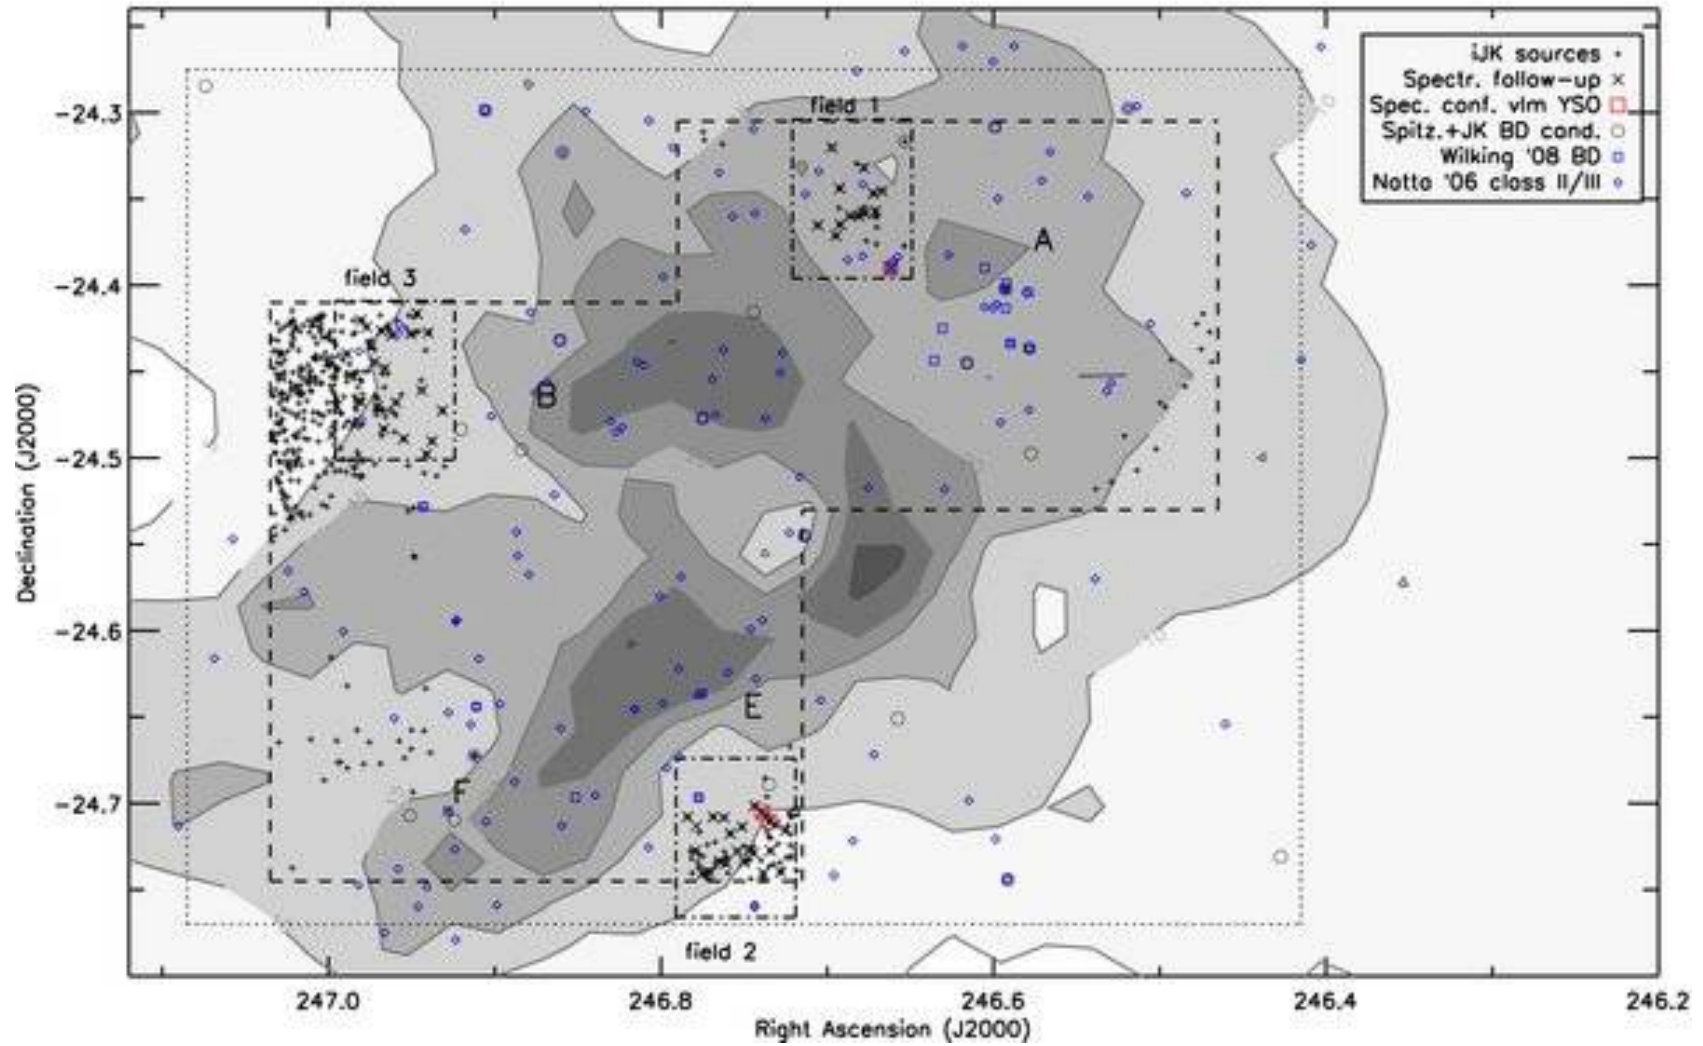 iJK sources
Spectr. follow-up
Spec. conf. vlm YSO
Spitz.+JK BD cand.
Wilking '08 BD
Natta '06 class II/III
field 1
-24.3
A
field 3
-24.4
B
-24.5
Declination (J2000)
-24.6
E
F
-24.7
field 2
247.0
246.8
246.6
246.4
246.2
Right Ascension (J2000)